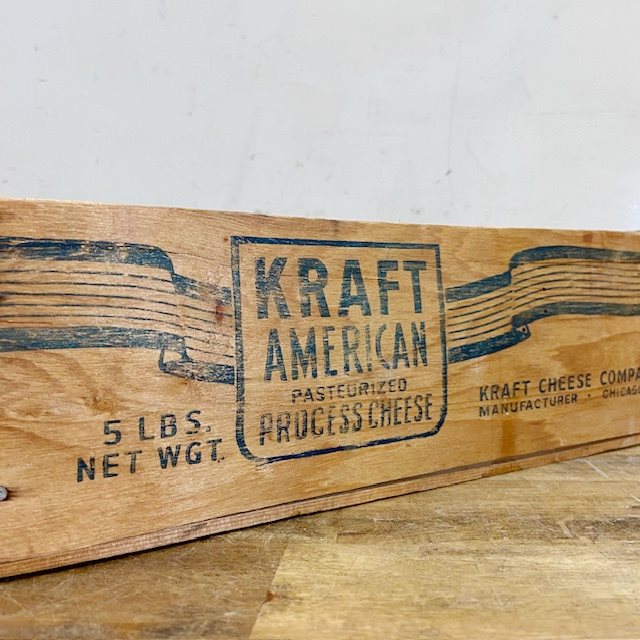 KRAFT
AMERICAN
PASTEURIZED
PROCESS CHEESE
5 LBS.
NET WGT.
KRAFT CHEESE COMPA
MANUFACTURER · CHICAGO